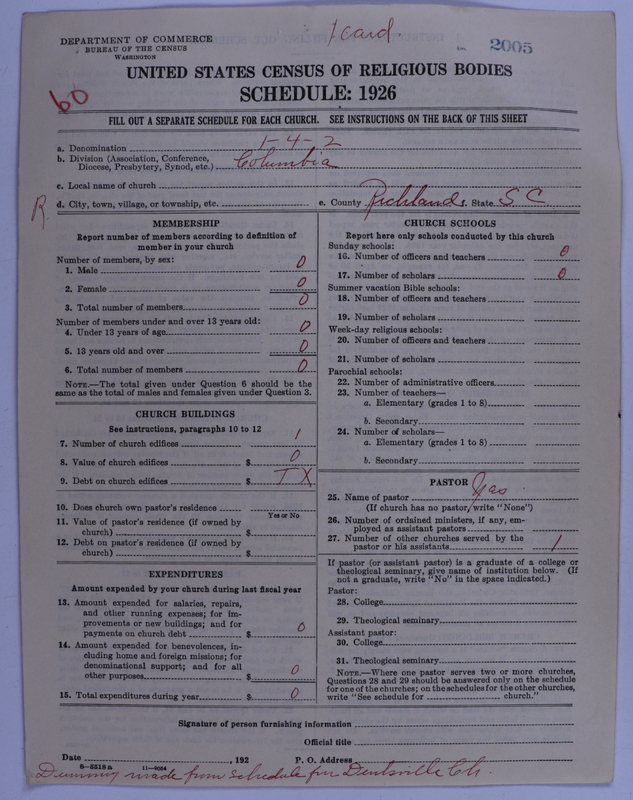 1 card.
DEPARTMENT OF COMMERCE
BUREAU OF THE CENSUS
WASHINGTON
2005
UNITED STATES CENSUS OF RELIGIOUS BODIES
SCHEDULE: 1926
60
FILL OUT A SEPARATE SCHEDULE FOR EACH CHURCH. SEE INSTRUCTIONS ON THE BACK OF THIS SHEET
a. Denomination 1-4-2
b. Division (Association, Conference,
Diocese, Presbytery, Synod, etc.) Columbia
c. Local name of church
R
d. City, town, village, or township, etc. e. County Richland f. State S C
MEMBERSHIP
Report number of members according to definition of
member in your church
Number of members, by sex:
1. Male 0
2. Female 0
3. Total number of members 0
Number of members under and over 13 years old:
4. Under 13 years of age 0
5. 13 years old and over 0
6. Total number of members 0
NOTE.—The total given under Question 6 should be the
same as the total of males and females given under Question 3.
CHURCH BUILDINGS
See instructions, paragraphs 10 to 12
7. Number of church edifices 1
8. Value of church edifices $ 0
9. Debt on church edifices $ TX
10. Does church own pastor's residence
Yes or No
11. Value of pastor's residence (if owned by
church) $
12. Debt on pastor's residence (if owned by
church) $
EXPENDITURES
Amount expended by your church during last fiscal year
13. Amount expended for salaries, repairs,
and other running expenses; for im-
provements or new buildings; and for
payments on church debt $ 0
14. Amount expended for benevolences, in-
cluding home and foreign missions; for
denominational support; and for all
other purposes $ 0
15. Total expenditures during year $ 0
CHURCH SCHOOLS
Report here only schools conducted by this church
Sunday schools:
16. Number of officers and teachers 0
17. Number of scholars 0
Summer vacation Bible schools:
18. Number of officers and teachers
19. Number of scholars
Week-day religious schools:
20. Number of officers and teachers
21. Number of scholars
Parochial schools:
22. Number of administrative officers
23. Number of teachers—
a. Elementary (grades 1 to 8)
b. Secondary
24. Number of scholars—
a. Elementary (grades 1 to 8)
b. Secondary
PASTOR
25. Name of pastor
(If church has no pastor, write "None")
26. Number of ordained ministers, if any, em-
ployed as assistant pastors
27. Number of other churches served by the
pastor or his assistants 1
If pastor (or assistant pastor) is a graduate of a college or
theological seminary, give name of institution below. (If
not a graduate, write "No" in the space indicated.)
Pastor:
28. College
29. Theological seminary
Assistant pastor:
30. College
31. Theological seminary
NOTE.—Where one pastor serves two or more churches,
Questions 28 and 29 should be answered only on the schedule
for one of the churches; on the schedules for the other churches,
write "See schedule for church."
Signature of person furnishing information
Official title
Date , 192 P. O. Address
8-5518a 11-9054
Dummy made from schedule for Dentsville Ch.